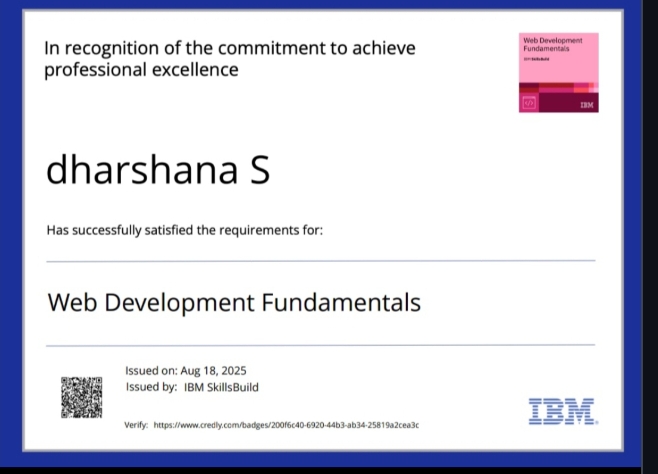 In recognition of the commitment to achieve
professional excellence
Web Development
Fundamentals
IBM SkillsBuild
</>
IBM
dharshana S
Has successfully satisfied the requirements for:
Web Development Fundamentals
Issued on: Aug 18, 2025
Issued by: IBM SkillsBuild
Verify: https://www.credly.com/badges/200f6c40-6920-44b3-ab34-25819a2cea3c
IBM